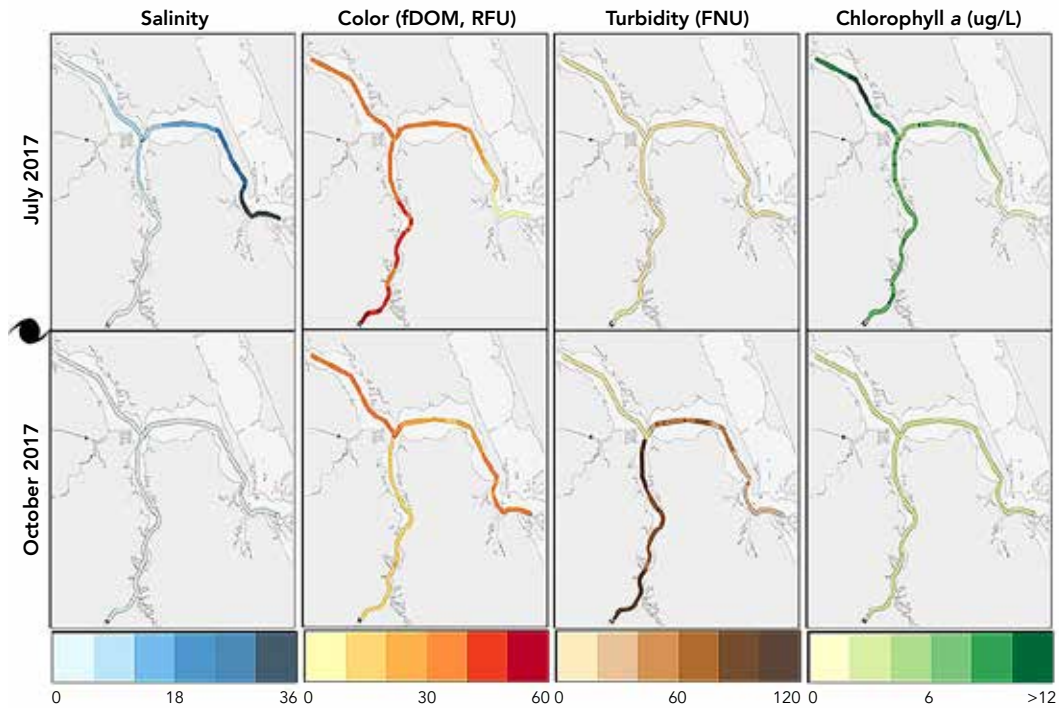 Salinity
Color (fDOM, RFU)
Turbidity (FNU)
Chlorophyll a (ug/L)
July 2017
October 2017
0 18 36
0 30 60
0 60 120
0 6 >12